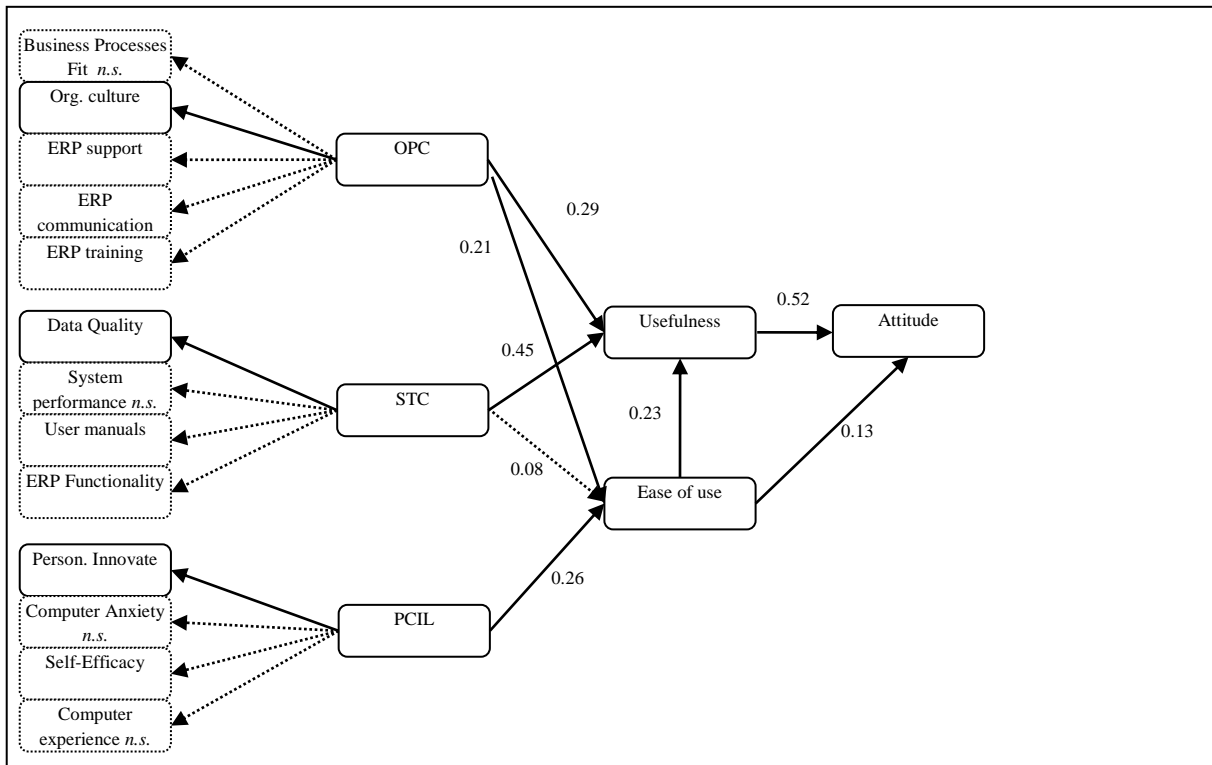 Business Processes
Fit n.s.
Org. culture
ERP support
ERP
communication
ERP training
OPC
0.29
0.21
Data Quality
System
performance n.s.
User manuals
ERP Functionality
STC
0.45
0.08
Usefulness
0.52
Attitude
0.23
0.13
Ease of use
Person. Innovate
Computer Anxiety
n.s.
Self-Efficacy
Computer
experience n.s.
PCIL
0.26